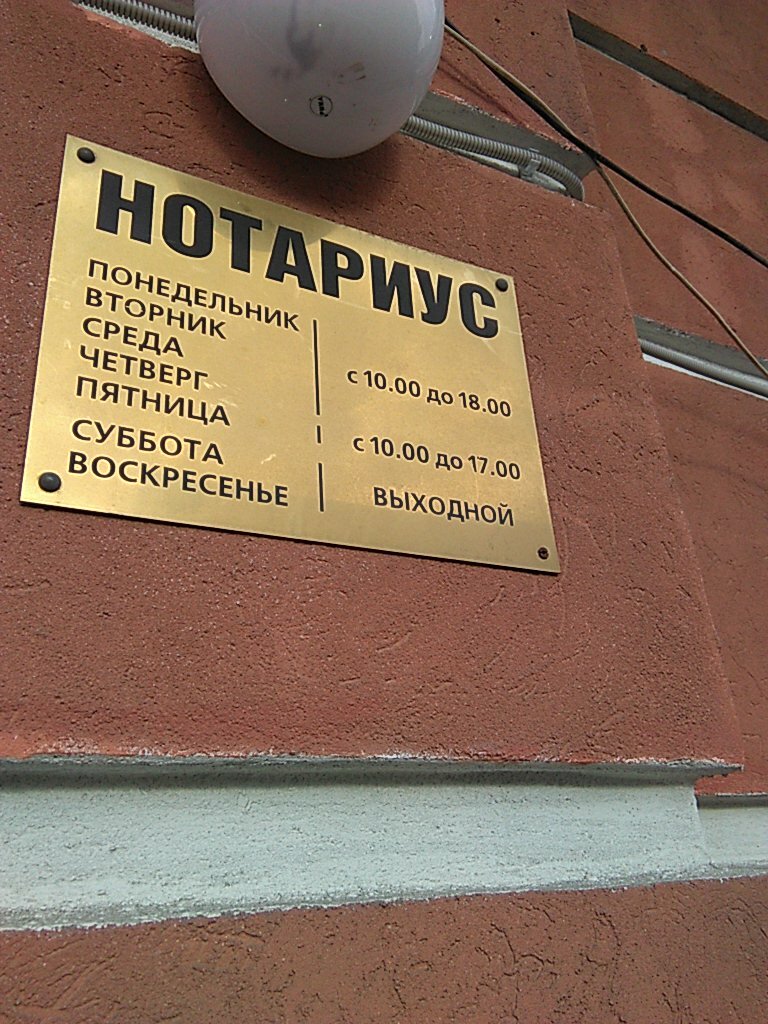 НОТАРИУС
ПОНЕДЕЛЬНИК
ВТОРНИК
СРЕДА
ЧЕТВЕРГ
ПЯТНИЦА
с 10.00 до 18.00
СУББОТА
с 10.00 до 17.00
ВОСКРЕСЕНЬЕ
ВЫХОДНОЙ